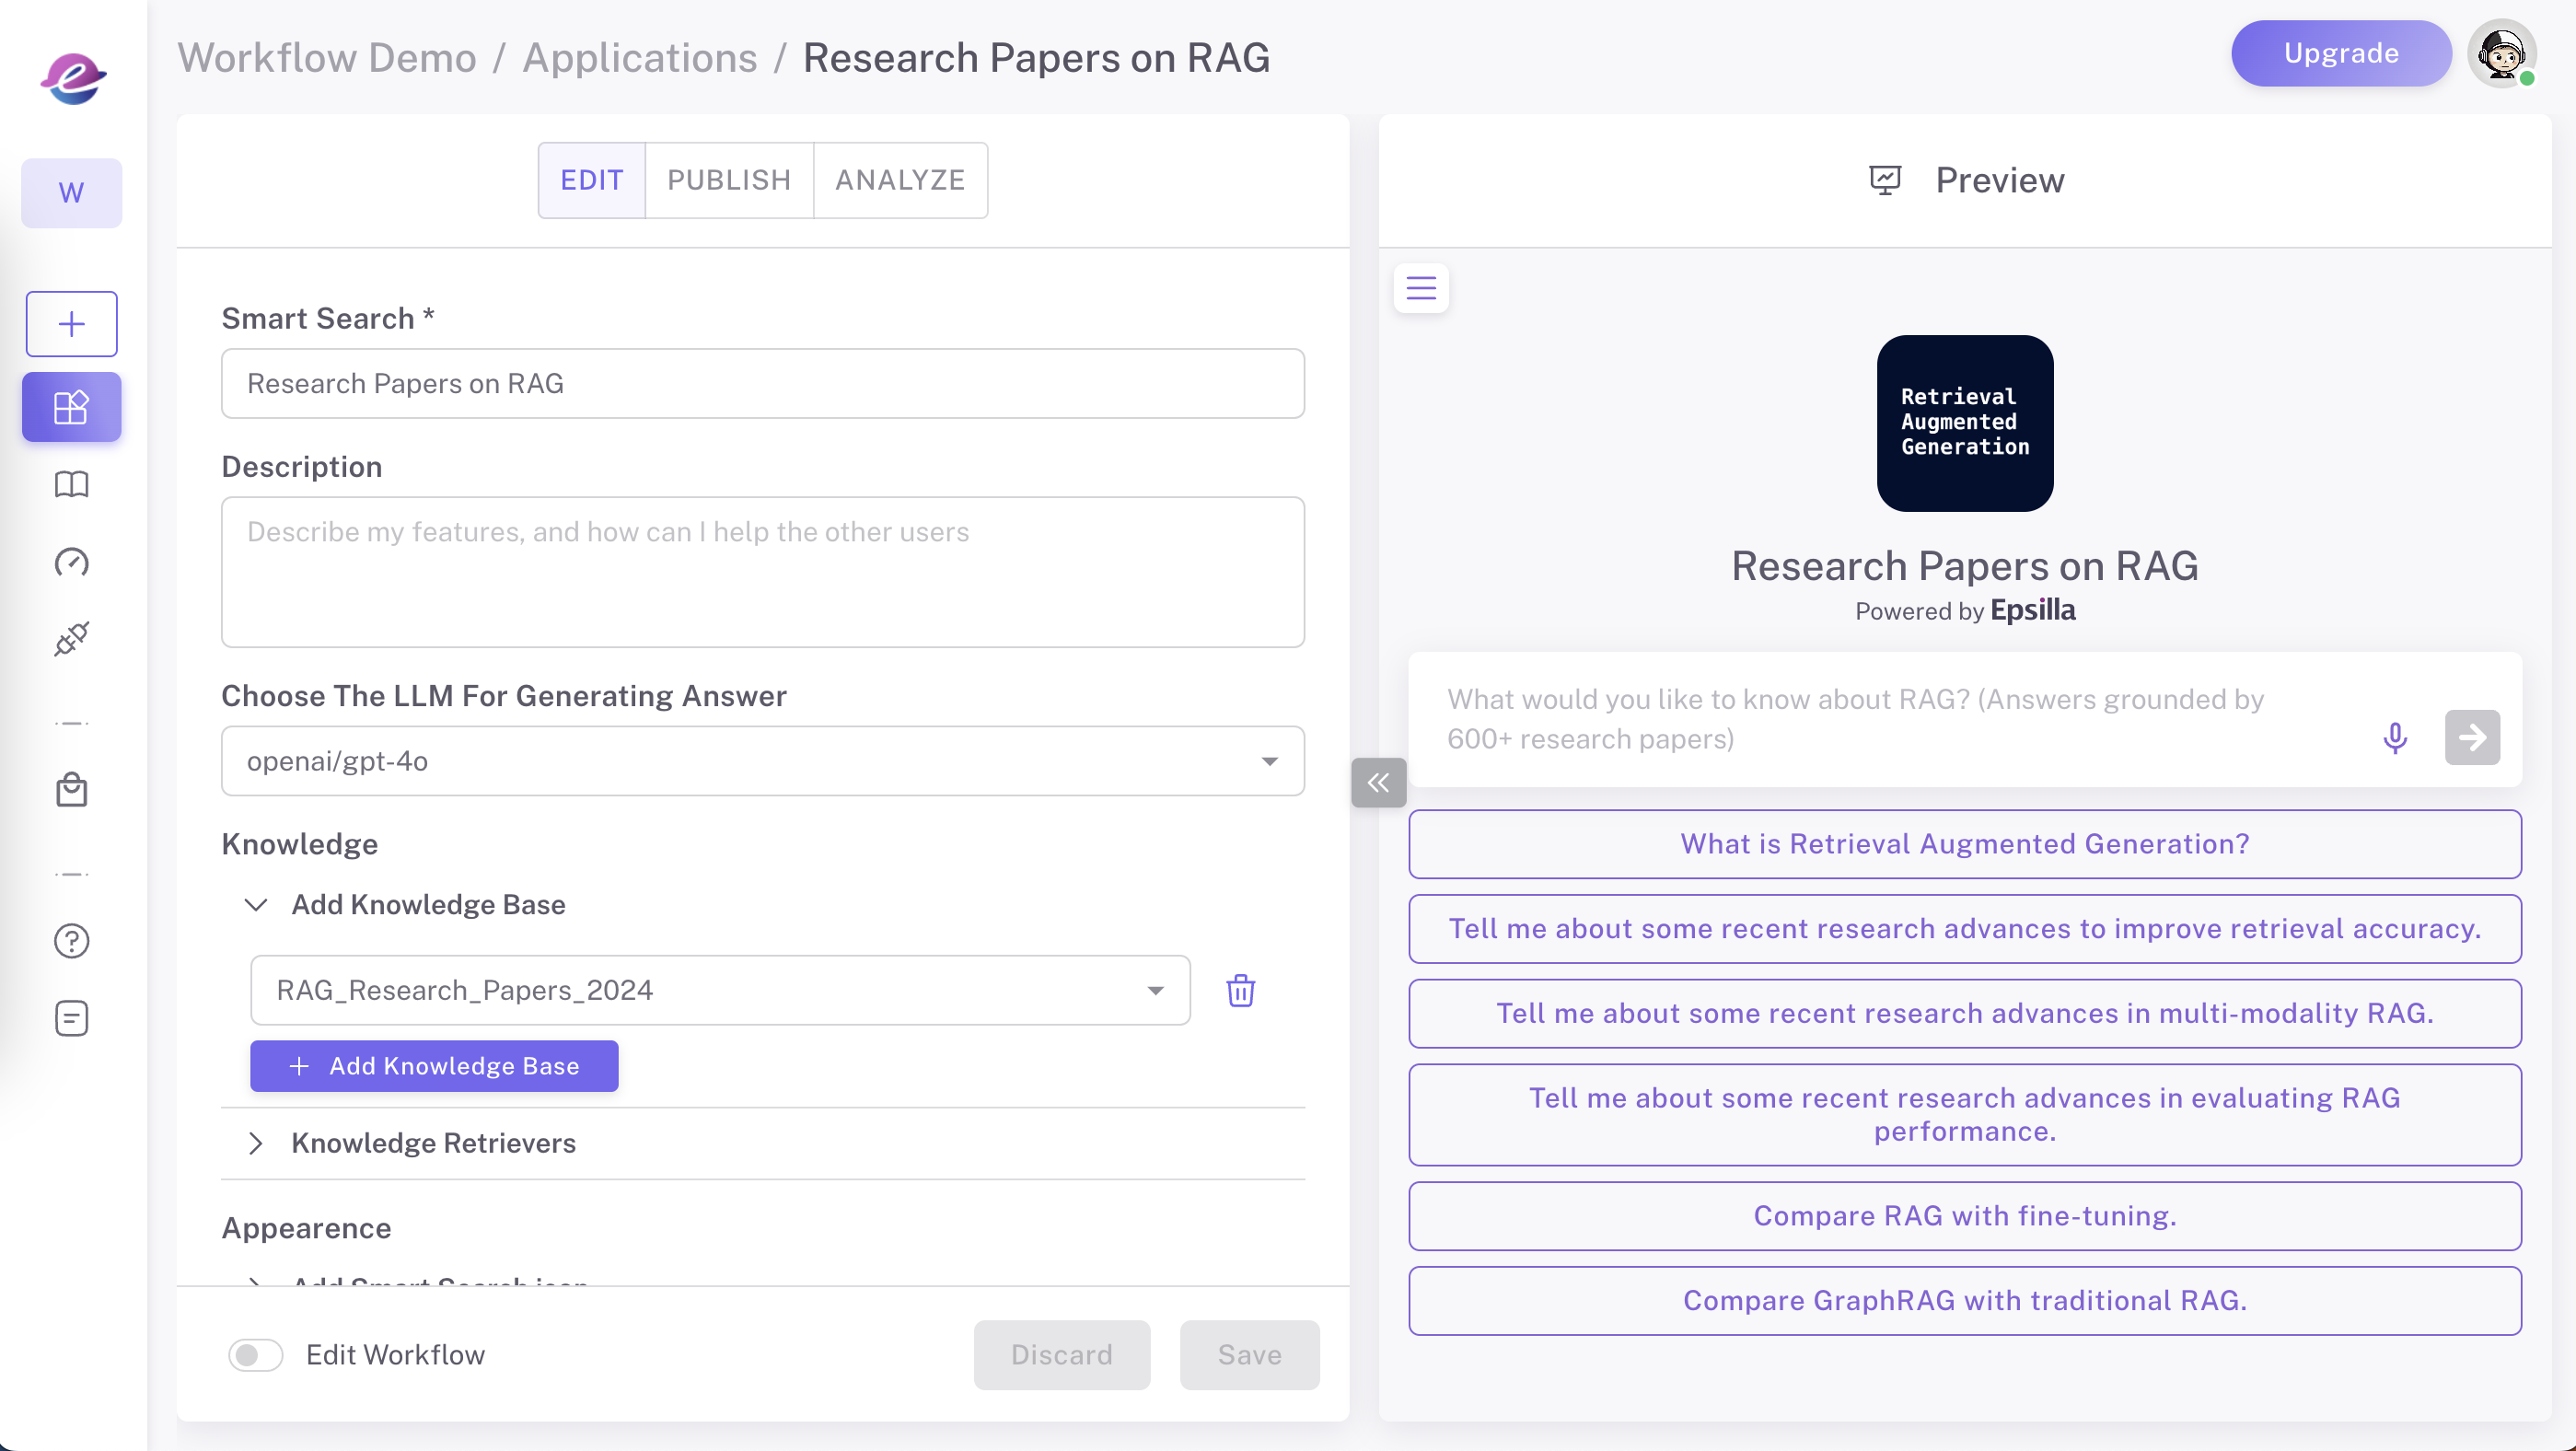 Workflow Demo / Applications / Research Papers on RAG
Upgrade
W
EDIT
PUBLISH
ANALYZE
Smart Search *
Research Papers on RAG
Description
Describe my features, and how can I help the other users
Choose The LLM For Generating Answer
openai/gpt-4o
Knowledge
Add Knowledge Base
RAG_Research_Papers_2024
+ Add Knowledge Base
Knowledge Retrievers
Appearence
Add Smart Search icon
Edit Workflow
Discard
Save
Preview
Retrieval
Augmented
Generation
Research Papers on RAG
Powered by Epsilla
What would you like to know about RAG? (Answers grounded by
600+ research papers)
What is Retrieval Augmented Generation?
Tell me about some recent research advances to improve retrieval accuracy.
Tell me about some recent research advances in multi-modality RAG.
Tell me about some recent research advances in evaluating RAG
performance.
Compare RAG with fine-tuning.
Compare GraphRAG with traditional RAG.